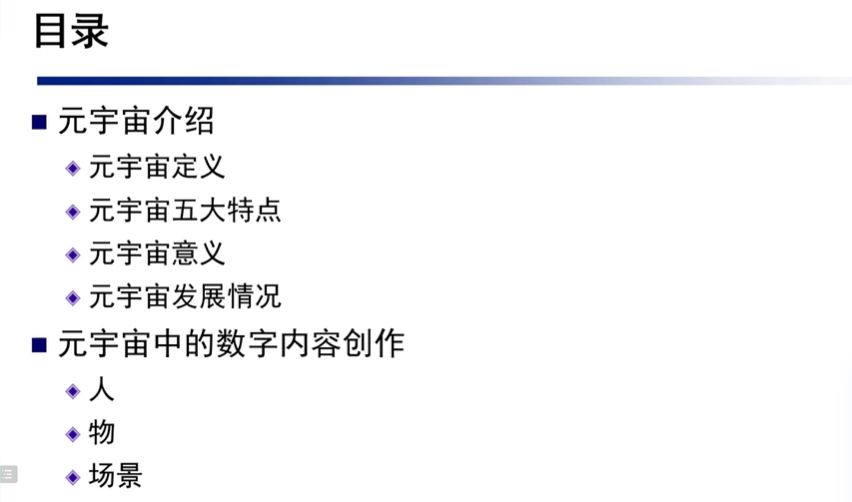 目录
元宇宙介绍
元宇宙定义
元宇宙五大特点
元宇宙意义
元宇宙发展情况
元宇宙中的数字内容创作
人
物
场景